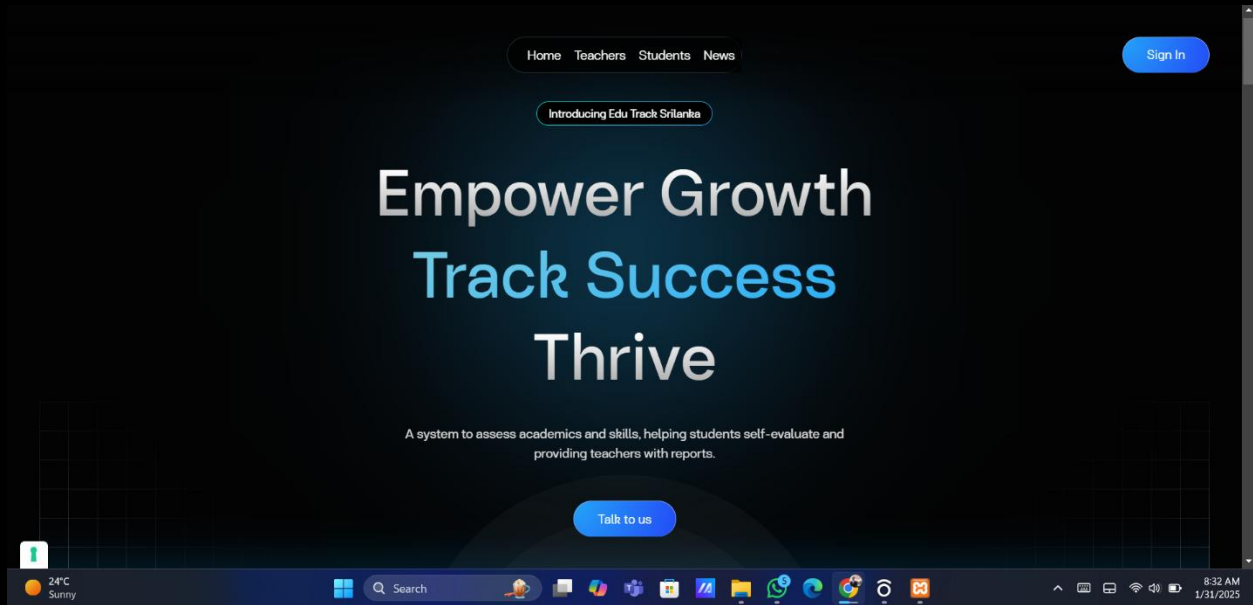 Home Teachers Students News
Sign In
Introducing Edu Track Srilanka
Empower Growth
Track Success
Thrive
A system to assess academics and skills, helping students self-evaluate and
providing teachers with reports.
Talk to us
24°C
Sunny
Search
5
8:32 AM
1/31/2025